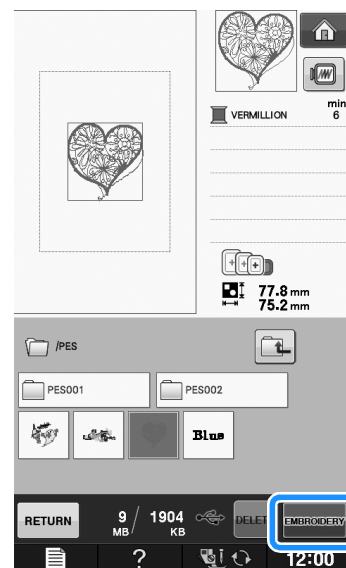 VERMILLION
min
6
77.8 mm
75.2 mm
/PES
PES001
PES002
Blue
RETURN
9 MB / 1904 KB
DELET
EMBROIDERY
?
12:00